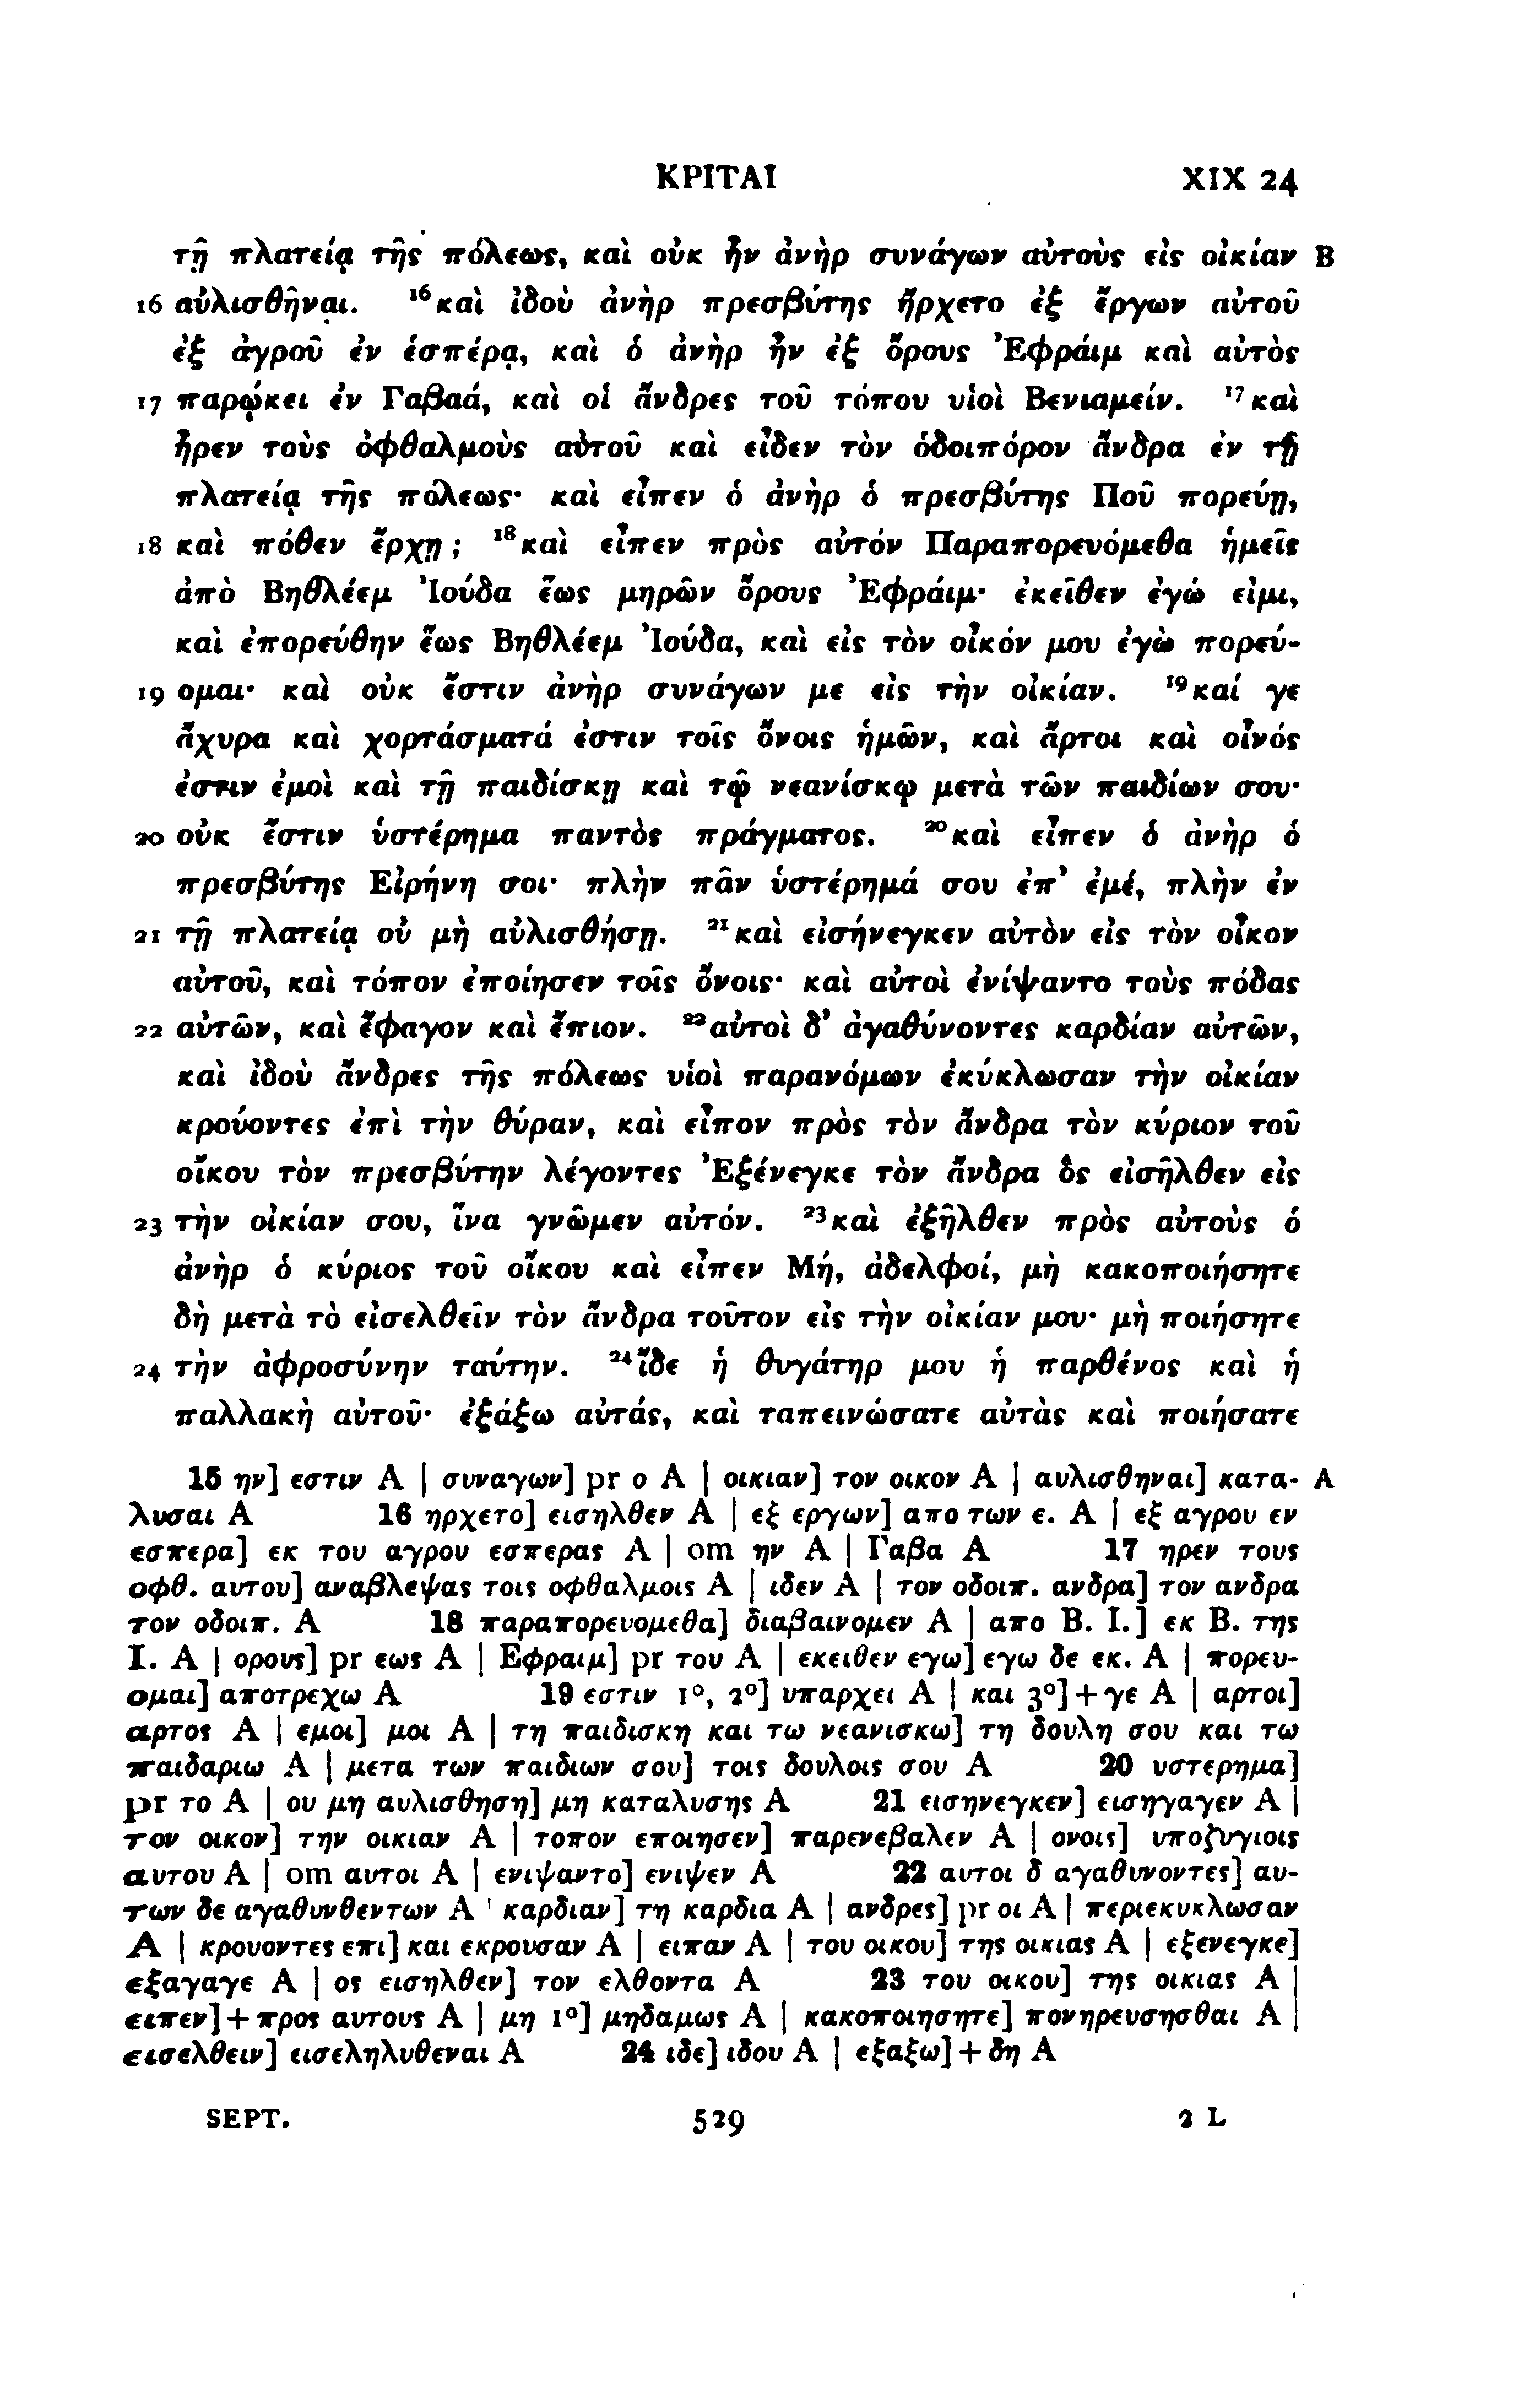 ΚΡΙΤΑΙ XIX 24
τῇ πλατείᾳ τῆς πόλεως, καὶ οὐκ ἦν ἀνὴρ συνάγων αὐτοὺς εἰς οἰκίαν B
16 αὐλισθῆναι. ¹⁶καὶ ἰδοὺ ἀνὴρ πρεσβύτης ἤρχετο ἐξ ἔργων αὐτοῦ
ἐξ ἀγροῦ ἐν ἑσπέρᾳ, καὶ ὁ ἀνὴρ ἦν ἐξ ὄρους Ἐφράιμ καὶ αὐτὸς
17 παρῴκει ἐν Γαβαά, καὶ οἱ ἄνδρες τοῦ τόπου υἱοὶ Βενιαμείν. ¹⁷καὶ
ἦρεν τοὺς ὀφθαλμοὺς αὐτοῦ καὶ εἶδεν τὸν ὁδοιπόρον ἄνδρα ἐν τῇ
πλατείᾳ τῆς πόλεως· καὶ εἶπεν ὁ ἀνὴρ ὁ πρεσβύτης Ποῦ πορεύῃ,
18 καὶ πόθεν ἔρχῃ ; ¹⁸καὶ εἶπεν πρὸς αὐτόν Παραπορευόμεθα ἡμεῖς
ἀπὸ Βηθλέεμ Ἰούδα ἕως μηρῶν ὄρους Ἐφράιμ· ἐκεῖθεν ἐγώ εἰμι,
καὶ ἐπορεύθην ἕως Βηθλέεμ Ἰούδα, καὶ εἰς τὸν οἶκόν μου ἐγὼ πορεύ-
19 ομαι· καὶ οὐκ ἔστιν ἀνὴρ συνάγων με εἰς τὴν οἰκίαν. ¹⁹καί γε
ἄχυρα καὶ χορτάσματά ἐστιν τοῖς ὄνοις ἡμῶν, καὶ ἄρτοι καὶ οἶνός
ἐστιν ἐμοὶ καὶ τῇ παιδίσκῃ καὶ τῷ νεανίσκῳ μετὰ τῶν παιδίων σου·
20 οὐκ ἔστιν ὑστέρημα παντὸς πράγματος. ²⁰καὶ εἶπεν ὁ ἀνὴρ ὁ
πρεσβύτης Εἰρήνη σοι· πλὴν πᾶν ὑστέρημά σου ἐπ’ ἐμέ, πλὴν ἐν
21 τῇ πλατείᾳ οὐ μὴ αὐλισθήσῃ. ²¹καὶ εἰσήνεγκεν αὐτὸν εἰς τὸν οἶκον
αὐτοῦ, καὶ τόπον ἐποίησεν τοῖς ὄνοις· καὶ αὐτοὶ ἐνίψαντο τοὺς πόδας
22 αὐτῶν, καὶ ἔφαγον καὶ ἔπιον. ²²αὐτοὶ δ’ ἀγαθύνοντες καρδίαν αὐτῶν,
καὶ ἰδοὺ ἄνδρες τῆς πόλεως υἱοὶ παρανόμων ἐκύκλωσαν τὴν οἰκίαν
κρούοντες ἐπὶ τὴν θύραν, καὶ εἶπον πρὸς τὸν ἄνδρα τὸν κύριον τοῦ
οἴκου τὸν πρεσβύτην λέγοντες Ἐξένεγκε τὸν ἄνδρα ὃς εἰσῆλθεν εἰς
23 τὴν οἰκίαν σου, ἵνα γνῶμεν αὐτόν. ²³καὶ ἐξῆλθεν πρὸς αὐτοὺς ὁ
ἀνὴρ ὁ κύριος τοῦ οἴκου καὶ εἶπεν Μή, ἀδελφοί, μὴ κακοποιήσητε
δὴ μετὰ τὸ εἰσελθεῖν τὸν ἄνδρα τοῦτον εἰς τὴν οἰκίαν μου· μὴ ποιήσητε
24 τὴν ἀφροσύνην ταύτην. ²⁴ἴδε ἡ θυγάτηρ μου ἡ παρθένος καὶ ἡ
παλλακὴ αὐτοῦ· ἐξάξω αὐτάς, καὶ ταπεινώσατε αὐτὰς καὶ ποιήσατε
15 ην] εστιν A | συναγων] pr ο A | οικιαν] τον οικον A | αυλισθηναι] κατα- A
λυσαι A 16 ηρχετο] εισηλθεν A | εξ εργων] απο των ε. A | εξ αγρου εν
εσπερα] εκ του αγρου εσπερας A | om ην A | Γαβα A 17 ηρεν τους
οφθ. αυτου] αναβλεψας τοις οφθαλμοις A | ιδεν A | τον οδοιπ. ανδρα] τον ανδρα
τον οδοιπ. A 18 παραπορευομεθα] διαβαινομεν A | απο Β. Ι.] εκ Β. της
Ι. A | ορους] pr εως A | Εφραιμ] pr του A | εκειθεν εγω] εγω δε εκ. A | πορευ-
ομαι] αποτρεχω A 19 εστιν 1°, 2°] υπαρχει A | και 3°] + γε A | αρτοι]
αρτος A | εμοι] μοι A | τη παιδισκη και τω νεανισκω] τη δουλη σου και τω
παιδαριω A | μετα των παιδιων σου] τοις δουλοις σου A 20 υστερημα]
pr το A | ου μη αυλισθηση] μη καταλυσης A 21 εισηνεγκεν] εισηγαγεν A |
τον οικον] την οικιαν A | τοπον εποιησεν] παρενεβαλεν A | ονοις] υποζυγιοις
αυτου A | om αυτοι A | ενιψαντο] ενιψεν A 22 αυτοι δ αγαθυνοντες] αυ-
των δε αγαθυνθεντων A | καρδιαν] τη καρδια A | ανδρες] pr οι A | περιεκυκλωσαν
A | κρουοντες επι] και εκρουσαν A | ειπαν A | του οικου] της οικιας A | εξενεγκε]
εξαγαγε A | ος εισηλθεν] τον ελθοντα A 23 του οικου] της οικιας A |
ειπεν] + προς αυτους A | μη 1°] μηδαμως A | κακοποιησητε] πονηρευσησθαι A |
εισελθειν] εισεληλυθεναι A 24 ιδε] ιδου A | εξαξω] + δη A
SEPT. 529 2 L